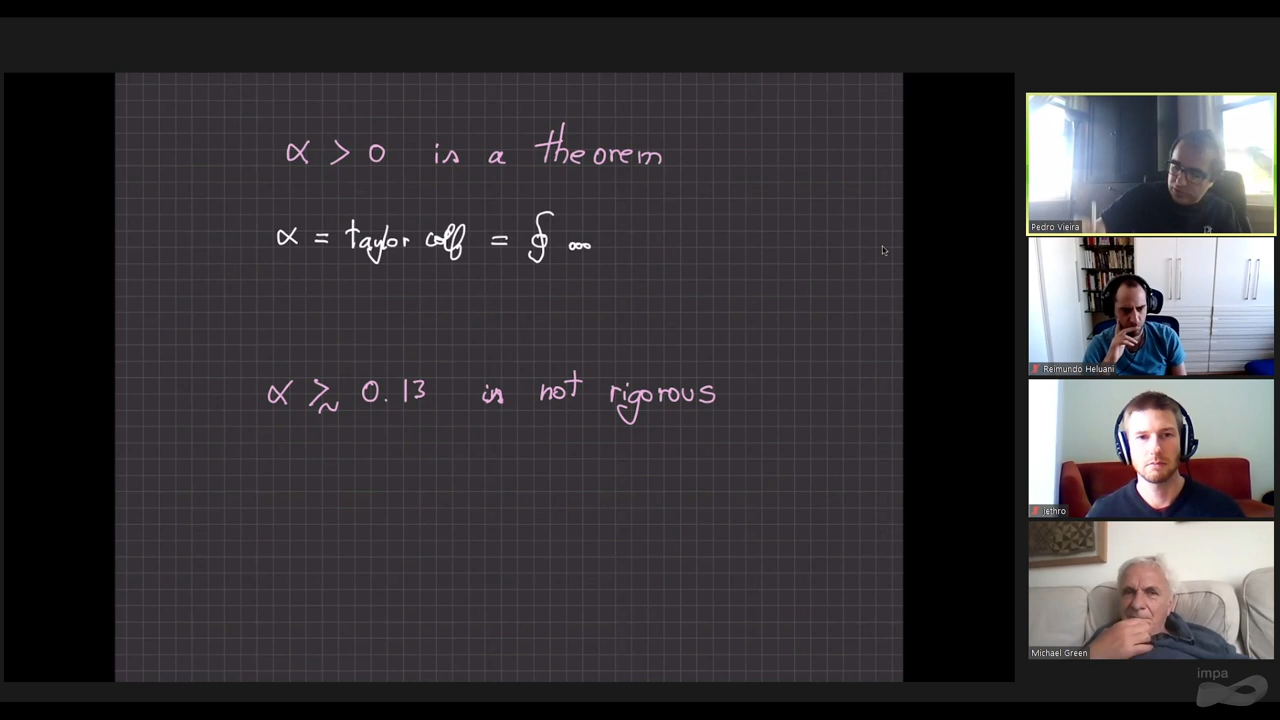 α > 0 is a theorem
α = taylor coeff = ∮ ...
α ≳ 0.13 is not rigorous
Pedro Vieira
Reimundo Heluani
jethro
Michael Green
impa